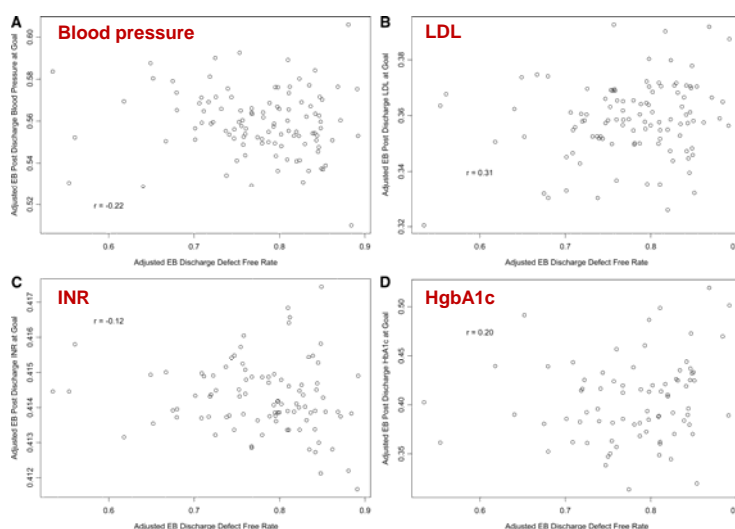 A
Blood pressure
Adjusted EB Post Discharge Blood Pressure at Goal
0.60
0.58
0.56
0.54
0.52
r = -0.22
0.6
0.7
0.8
0.9
Adjusted EB Discharge Defect Free Rate
B
LDL
Adjusted EB Post Discharge LDL at Goal
0.38
0.36
0.34
0.32
r = 0.31
0.6
0.7
0.8
0.9
Adjusted EB Discharge Defect Free Rate
C
INR
Adjusted EB Post Discharge INR at Goal
0.417
0.415
0.414
0.413
0.412
r = -0.12
0.6
0.7
0.8
0.9
Adjusted EB Discharge Defect Free Rate
D
HgbA1c
Adjusted EB Post Discharge HbA1c at Goal
0.50
0.45
0.40
0.35
r = 0.20
0.6
0.7
0.8
0.9
Adjusted EB Discharge Defect Free Rate